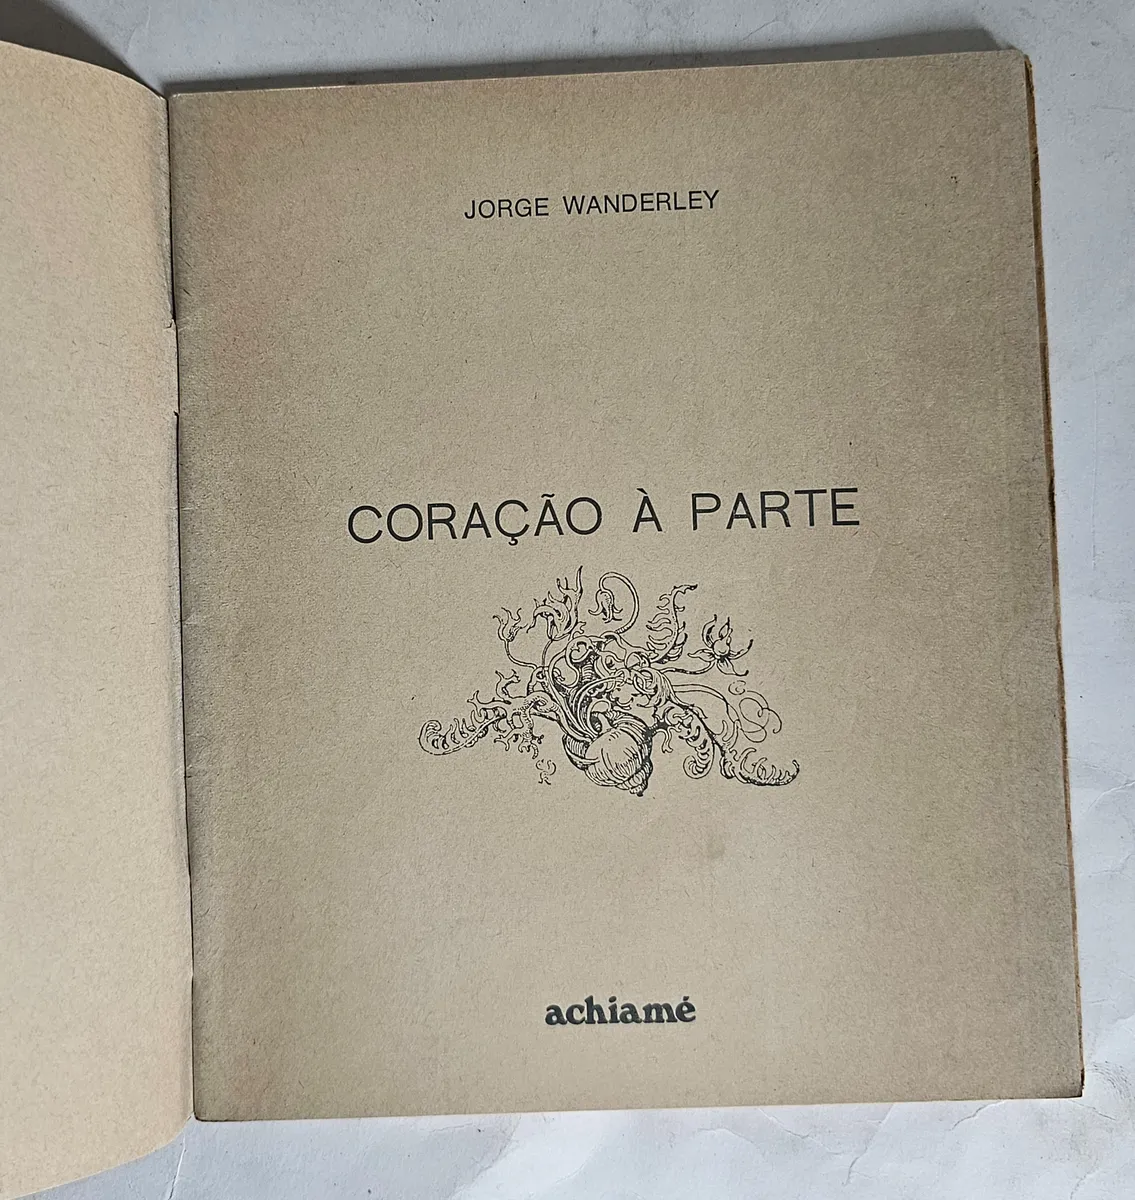 JORGE WANDERLEY
CORAÇÃO À PARTE
achiamé